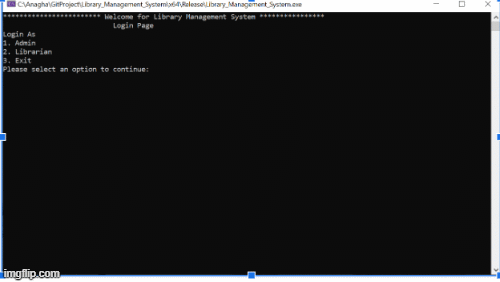 C:\Anagha\GitProject\Library_Management_System\x64\Release\Library_Management_System.exe
************************ Welcome for Library Management System ****************
Login Page
Login As
1. Admin
2. Librarian
3. Exit
Please select an option to continue:
imgflip.com